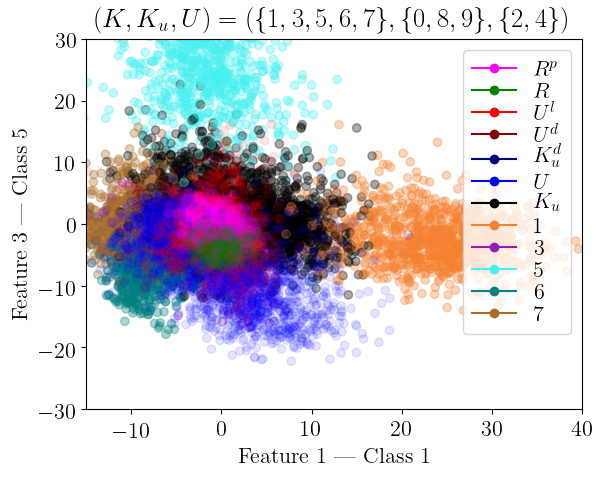 (K, K_u, U) = ({1, 3, 5, 6, 7}, {0, 8, 9}, {2, 4})
30
20
10
0
−10
−20
−30
Feature 3 — Class 5
−10
0
10
20
30
40
Feature 1 — Class 1
R^p
R
U^l
U^d
K_u^d
U
K_u
1
3
5
6
7